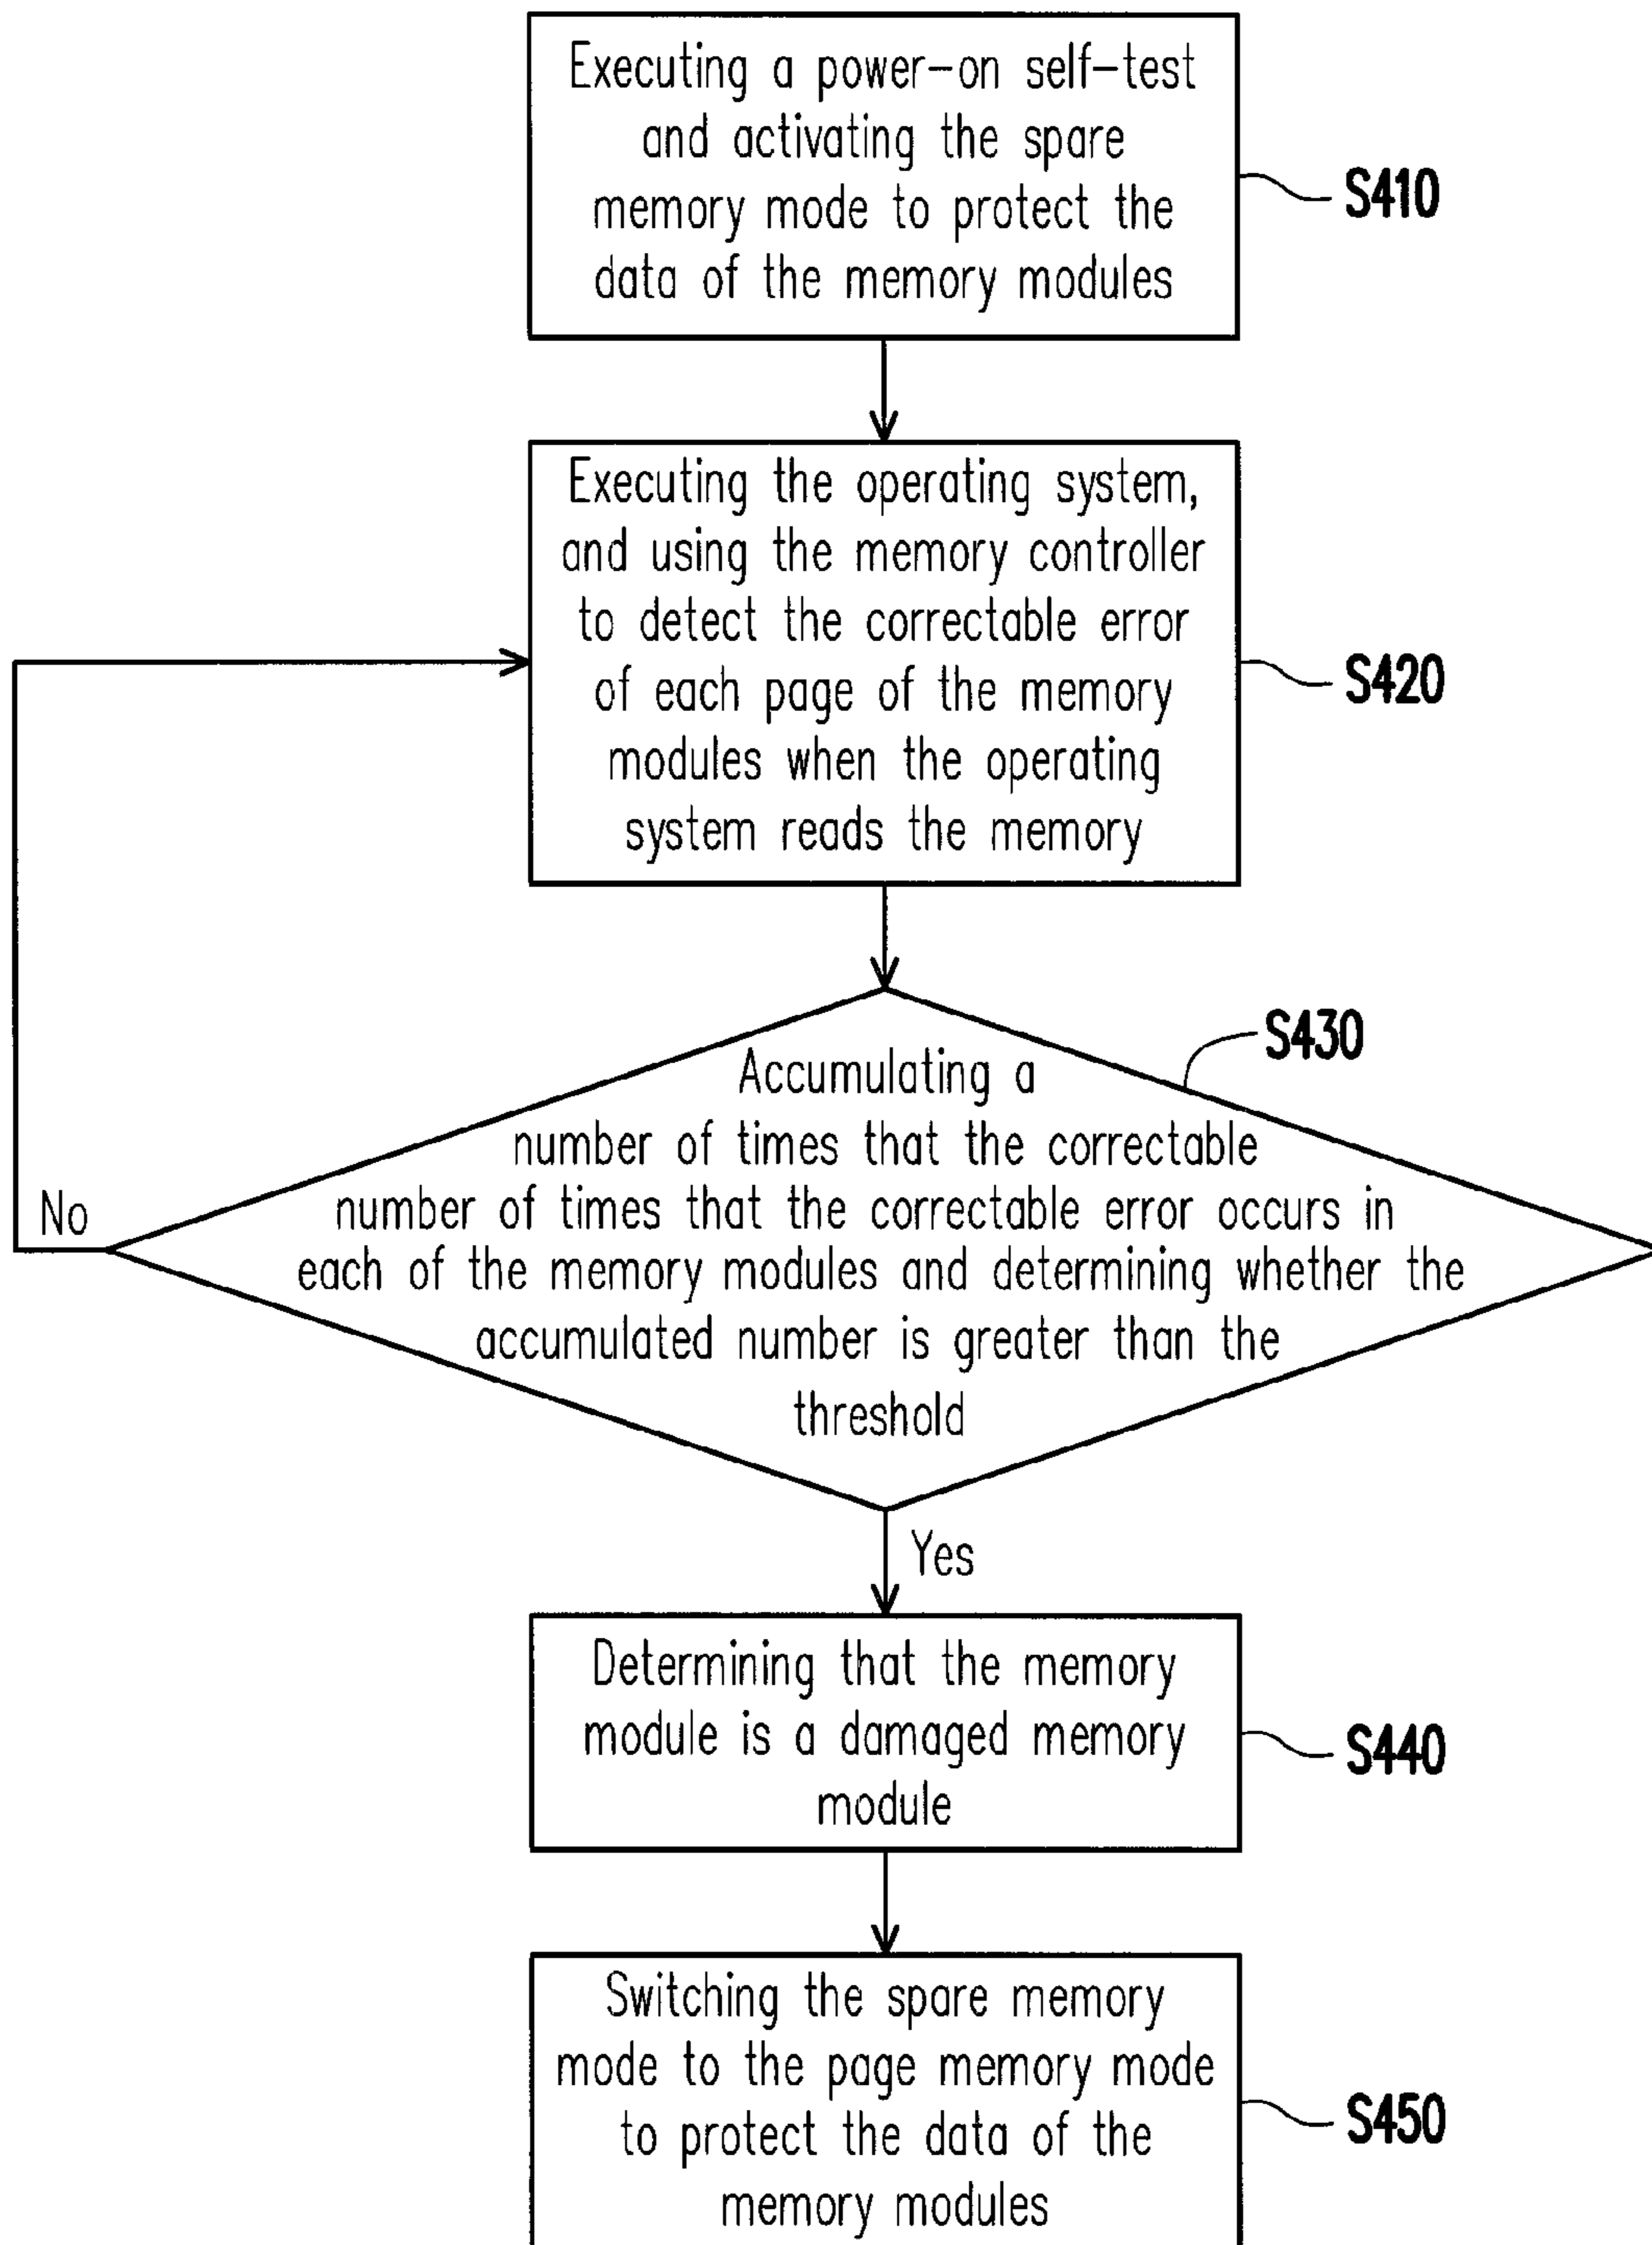 Executing a power-on self-test
and activating the spare
memory mode to protect the
data of the memory modules
S410
Executing the operating system,
and using the memory controller
to detect the correctable error
of each page of the memory
modules when the operating
system reads the memory
S420
S430
Accumulating a
number of times that the correctable
number of times that the correctable error occurs in
each of the memory modules and determining whether the
accumulated number is greater than the
threshold
No
Yes
Determining that the memory
module is a damaged memory
module
S440
Switching the spare memory
mode to the page memory mode
to protect the data of the
memory modules
S450